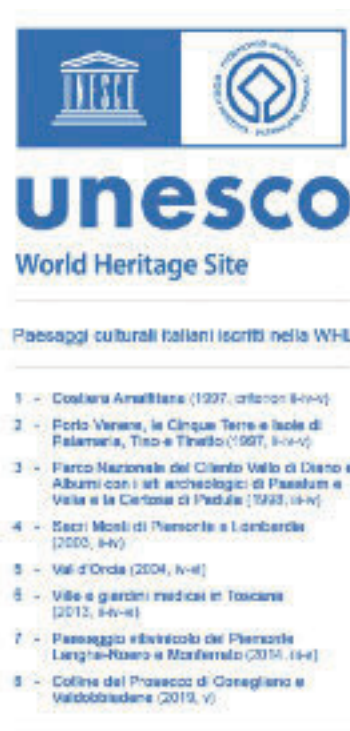 UNESCO
unesco
World Heritage Site
Paesaggi culturali italiani iscritti nella WHL
1 - Costiera Amalfitana (1997, criterion ii-iv-v)
2 - Porto Venere, le Cinque Terre e Isole di
Palamaria, Tino e Tinetto (1997, ii-iv-v)
3 - Parco Nazionale del Cilento Vallo di Diano e
Alburni con i siti archeologici di Paestum e
Velia e la Certosa di Padula (1998, iii-iv)
4 - Sacri Monti di Piemonte e Lombardia
(2003, ii-iv)
5 - Val d'Orcia (2004, iv-vi)
6 - Ville e giardini medicei in Toscana
(2013, ii-iv-vi)
7 - Paesaggio vitivinicolo del Piemonte
Langhe-Roero e Monferrato (2014, iii-v)
8 - Colline del Prosecco di Conegliano e
Valdobbiadene (2019, v)